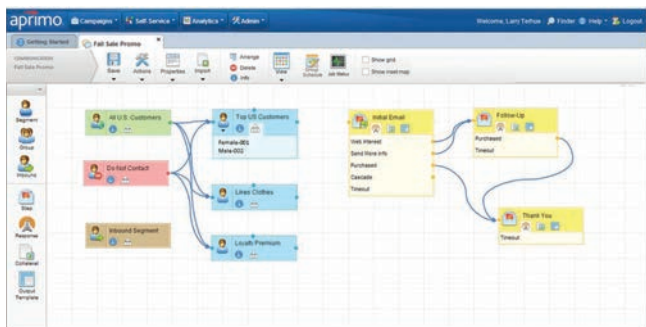 aprimo
Campaigns Self Service Analytics Admin
Welcome, Larry Terhue Finder Help Logout
Getting Started Fall Sale Promo
COMMUNICATION
Fall Sale Promo
Save Actions Properties Import
Arrange
Delete
Info
View
Group Schedule
Job Status
Show grid
Show inset map
Segment
Group
Inbound
Step
Response
Collateral
Output Template
All U.S. Customers
Do Not Contact
Inbound Segment
Top US Customers
Female-001
Male-002
Likes Clothes
Loyalty Premium
Initial Email
Web Interest
Send More Info
Purchased
Cascade
Timeout
Follow-Up
Purchased
Timeout
Thank You
Timeout